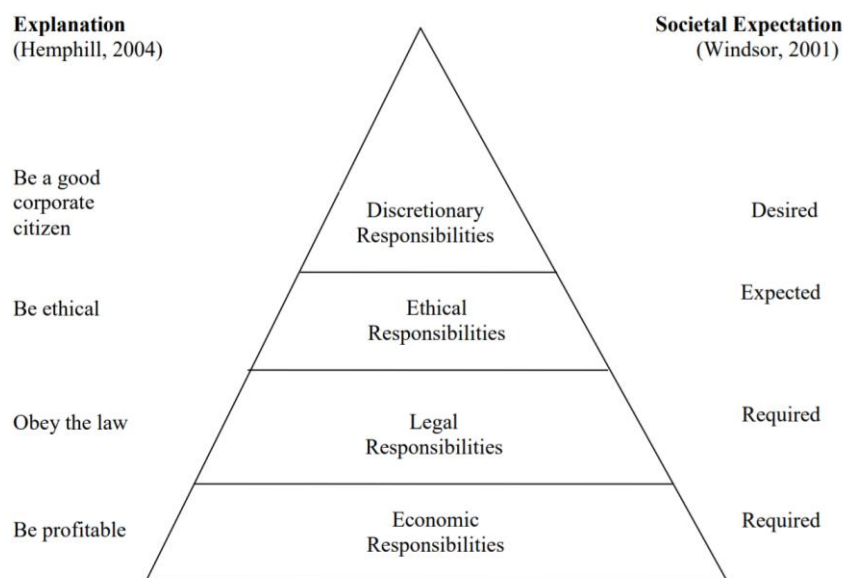 Explanation
(Hemphill, 2004)
Societal Expectation
(Windsor, 2001)
Be a good
corporate
citizen
Discretionary
Responsibilities
Desired
Be ethical
Ethical
Responsibilities
Expected
Obey the law
Legal
Responsibilities
Required
Be profitable
Economic
Responsibilities
Required